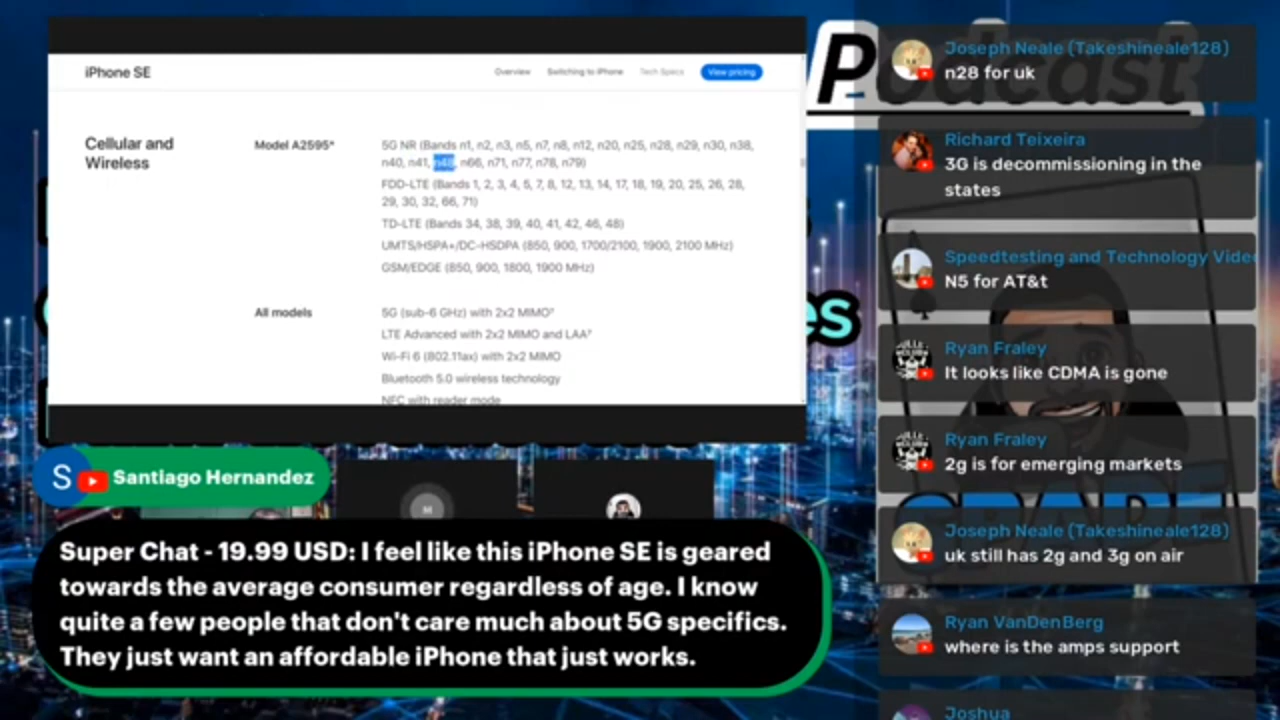 Podcast
iPhone SE
Overview
Switching to iPhone
Tech Specs
View pricing
Cellular and
Wireless
Model A2595*
5G NR (Bands n1, n2, n3, n5, n7, n8, n12, n20, n25, n28, n29, n30, n38,
n40, n41, n48, n66, n71, n77, n78, n79)
FDD-LTE (Bands 1, 2, 3, 4, 5, 7, 8, 12, 13, 14, 17, 18, 19, 20, 25, 26, 28,
29, 30, 32, 66, 71)
TD-LTE (Bands 34, 38, 39, 40, 41, 42, 46, 48)
UMTS/HSPA+/DC-HSDPA (850, 900, 1700/2100, 1900, 2100 MHz)
GSM/EDGE (850, 900, 1800, 1900 MHz)
All models
5G (sub-6 GHz) with 2x2 MIMO⁷
LTE Advanced with 2x2 MIMO and LAA⁷
Wi-Fi 6 (802.11ax) with 2x2 MIMO
Bluetooth 5.0 wireless technology
NFC with reader mode
es
S
Santiago Hernandez
M
Super Chat - 19.99 USD: I feel like this iPhone SE is geared
towards the average consumer regardless of age. I know
quite a few people that don't care much about 5G specifics.
They just want an affordable iPhone that just works.
Joseph Neale (Takeshineale128)
n28 for uk
Richard Teixeira
3G is decommissioning in the
states
Speedtesting and Technology Vide
N5 for AT&t
Ryan Fraley
It looks like CDMA is gone
Ryan Fraley
2g is for emerging markets
Joseph Neale (Takeshineale128)
uk still has 2g and 3g on air
Ryan VanDenBerg
where is the amps support
Joshua